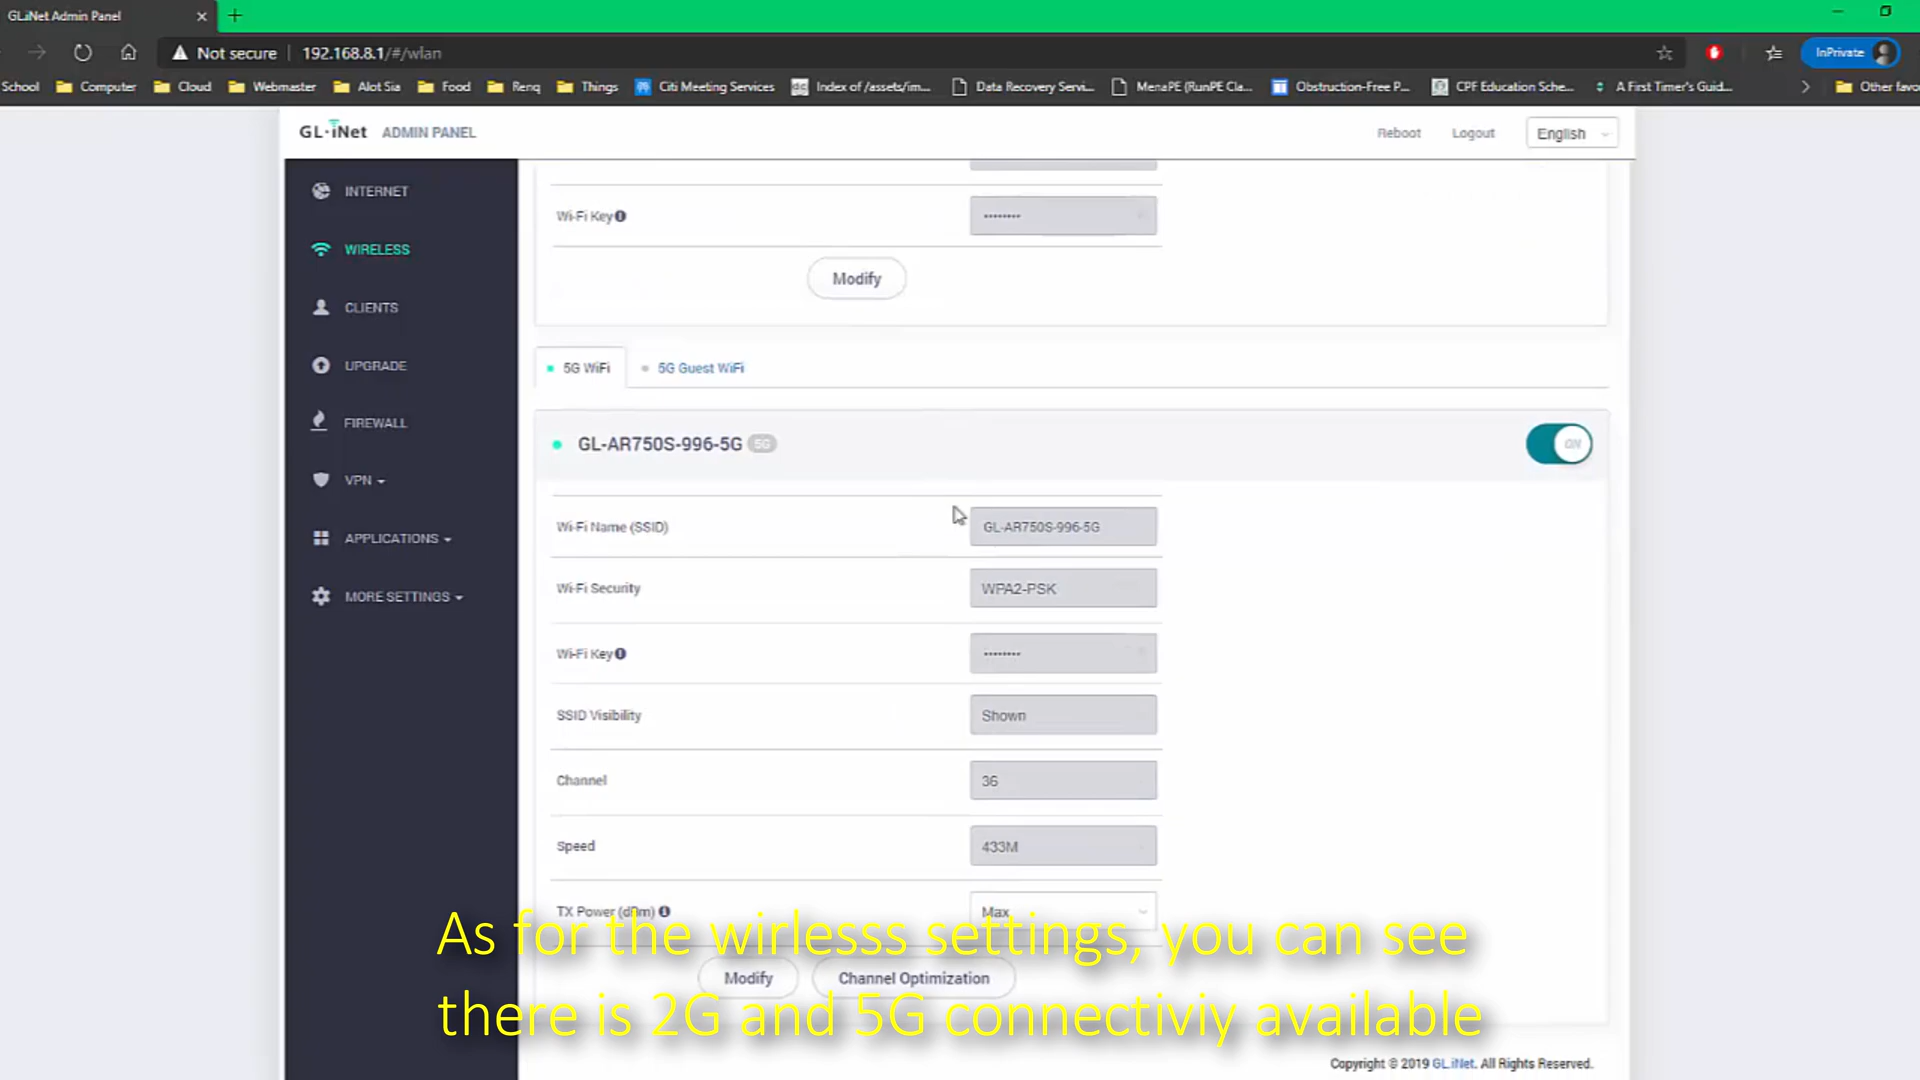 GL.iNet Admin Panel
Not secure 192.168.8.1/#/wlan InPrivate
School Computer Cloud Webmaster Alot Sia Food Renq Things Citi Meeting Services Index of /assets/im... Data Recovery Servi... MenaPE (RunPE Cla... Obstruction-Free P... CPF Education Sche... A First Timer's Guid... Other favo
GL·iNet ADMIN PANEL Reboot Logout English
INTERNET
WIRELESS
CLIENTS
UPGRADE
FIREWALL
VPN
APPLICATIONS
MORE SETTINGS
Wi-Fi Key ••••••••
Modify
5G WiFi 5G Guest WiFi
GL-AR750S-996-5G 5G ON
Wi-Fi Name (SSID) GL-AR750S-996-5G
Wi-Fi Security WPA2-PSK
Wi-Fi Key ••••••••
SSID Visibility Shown
Channel 36
Speed 433M
TX Power (dBm) Max
Modify Channel Optimization
As for the wirlesss settings, you can see
there is 2G and 5G connectiviy available
Copyright © 2019 GL.iNet. All Rights Reserved.